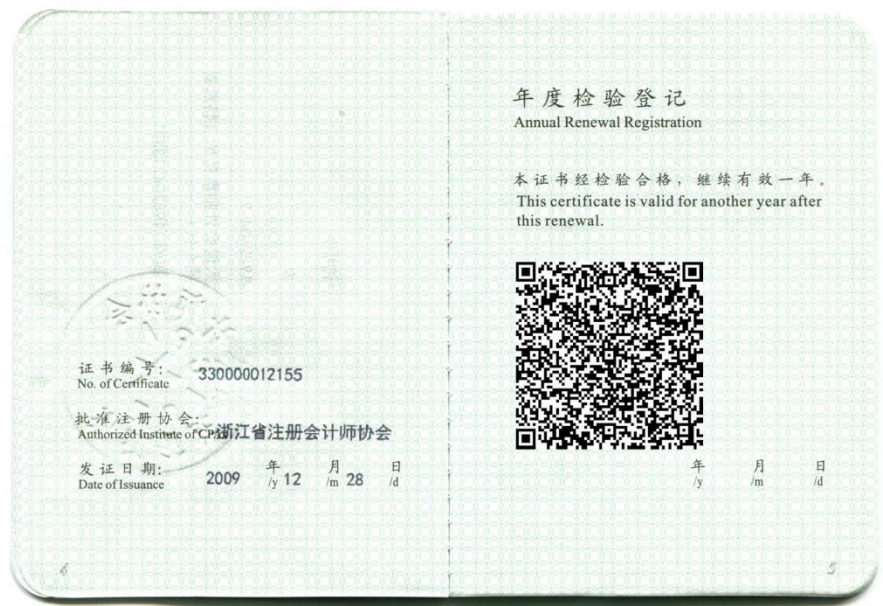 证书编号:
No. of Certificate
330000012155
批准注册协会:
Authorized Institute of CPAs
浙江省注册会计师协会
发证日期:
Date of Issuance
2009 年 12 月 28 日
/y /m /d
4
年度检验登记
Annual Renewal Registration
本证书经检验合格，继续有效一年。
This certificate is valid for another year after
this renewal.
年 月 日
/y /m /d
5